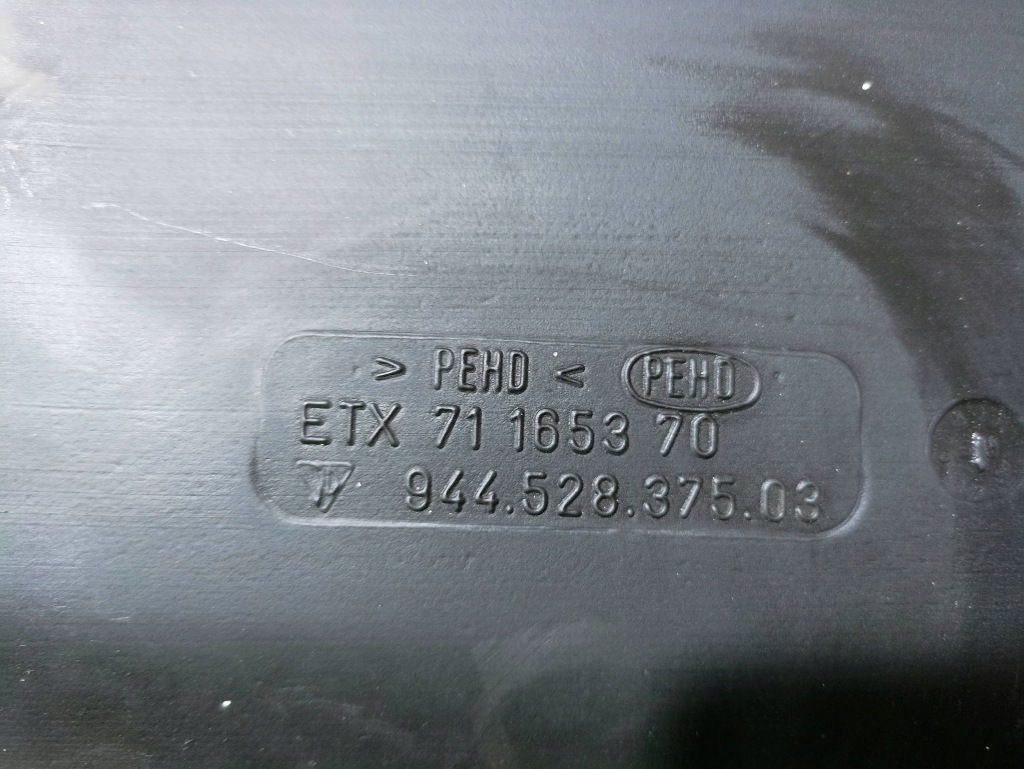 > PEHD < PEHD
ETX 71 1653 70
944.528.375.03